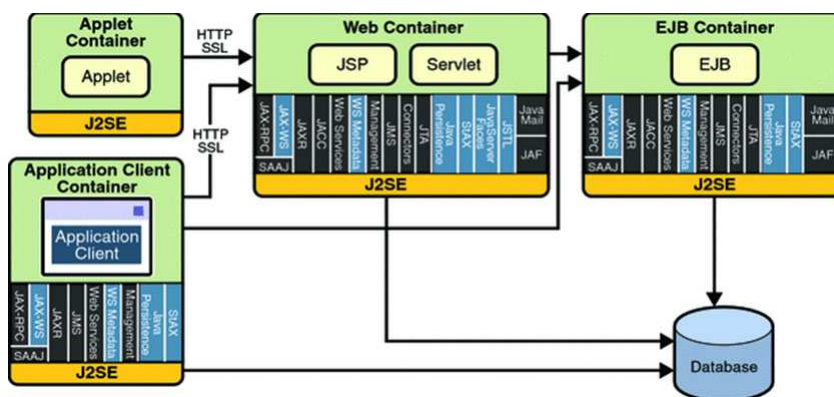 Applet
Container
Applet
J2SE
HTTP
SSL
HTTP
SSL
Web Container
JSP
Servlet
JAX-RPC
JAX-WS
SAAJ
JAXR
JACC
Web Services
WS Metadata
Management
JMS
Connectors
JTA
Java
Persistence
StAX
JavaServer
Faces
JSTL
Java
Mail
JAF
J2SE
EJB Container
EJB
JAX-RPC
JAX-WS
SAAJ
JAXR
JACC
Web Services
WS Metadata
Management
JMS
Connectors
JTA
Java
Persistence
StAX
Java
Mail
JAF
J2SE
Application Client
Container
Application
Client
JAX-RPC
JAX-WS
SAAJ
JAXR
JMS
Web Services
WS Metadata
Management
Java
Persistence
StAX
J2SE
Database